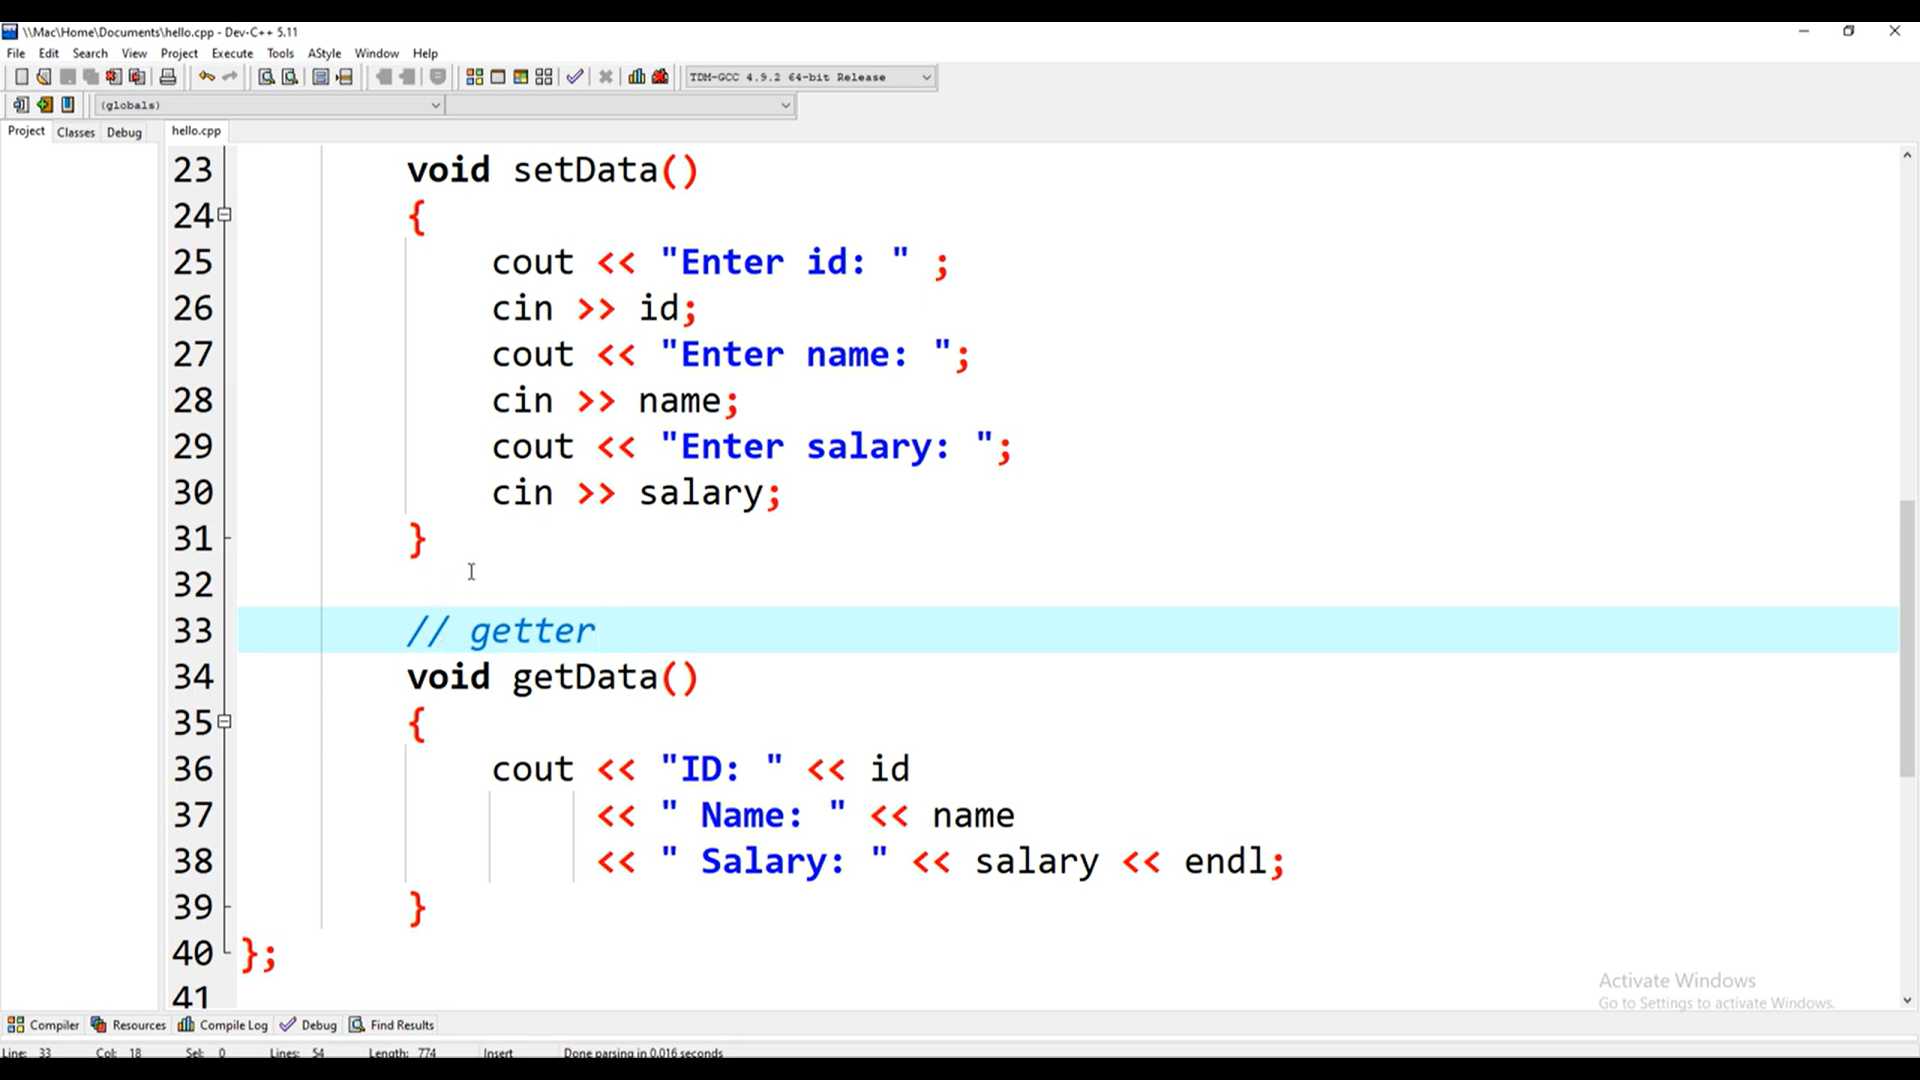 \\Mac\Home\Documents\hello.cpp - Dev-C++ 5.11
File Edit Search View Project Execute Tools AStyle Window Help
TDM-GCC 4.9.2 64-bit Release
(globals)
Project Classes Debug hello.cpp
23 void setData()
24 {
25 cout << "Enter id: " ;
26 cin >> id;
27 cout << "Enter name: ";
28 cin >> name;
29 cout << "Enter salary: ";
30 cin >> salary;
31 }
32
33 // getter
34 void getData()
35 {
36 cout << "ID: " << id
37 << " Name: " << name
38 << " Salary: " << salary << endl;
39 }
40 };
41
Activate Windows
Go to Settings to activate Windows.
Compiler Resources Compile Log Debug Find Results
Line: 33 Col: 18 Sel: 0 Lines: 54 Length: 774 Insert Done parsing in 0.016 seconds